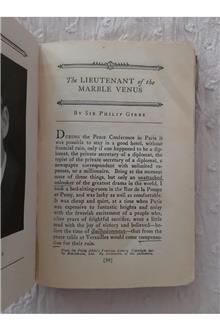 The LIEUTENANT of the
MARBLE VENUS
BY SIR PHILIP GIBBS
DURING the Peace Conference in Paris it
was possible to stay in a good hotel, without
financial ruin, only if one happened to be a dip-
lomat, the private secretary of a diplomat, the
typist of the private secretary of a diplomat, a
newspaper correspondent with unlimited ex-
penses, or a millionaire. Being at the moment
none of those things, but only an unattached
onlooker of the greatest drama in the world, I
took a bed-sitting-room in the Rue de la Pompe
at Passy, and was lucky as well as comfortable. It
was cheap and quiet, at a time when Paris
was expensive to fantastic heights and noisy
with the feverish excitement of a people who,
after years of frightful sacrifice, were a little
mad with the joy of victory and believed—be-
fore the time of
from the peace table at Versailles would come compen-
sation for their ruin.